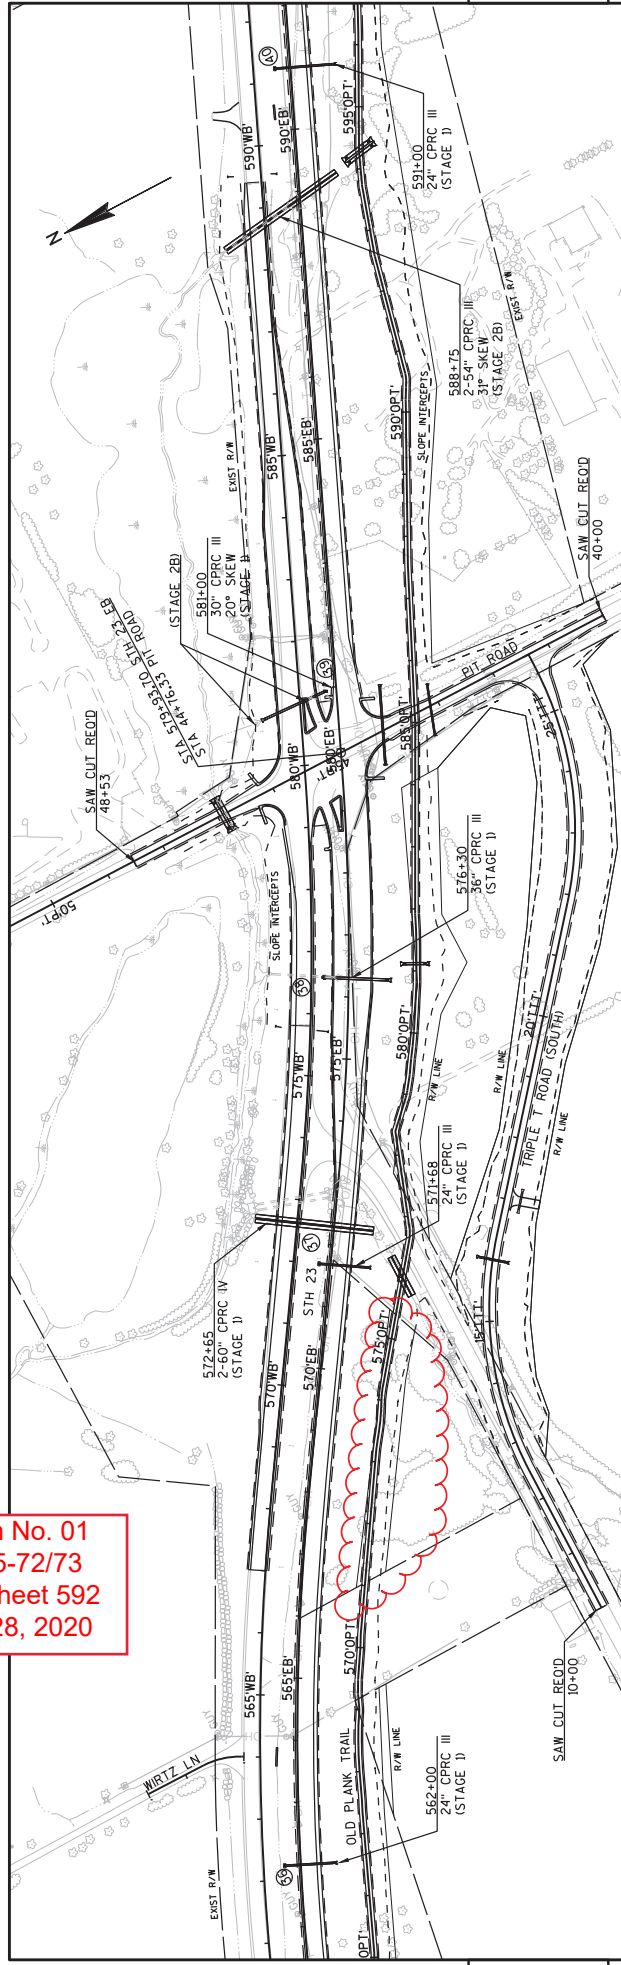 40
590'WB'
590'EB'
595'OPT'
591+00
24" CPRC III
(STAGE 1)
N
588+75
2-54" CPRC III
31° SKEW
(STAGE 2B)
EXIST R/W
EXIST R/W
585'WB'
585'EB'
590'OPT'
SLOPE INTERCEPTS
(STAGE 2B)
581+00
30" CPRC III
20° SKEW
(STAGE 1)
STA 579+93.70 STH 23 EB
STA 44+16.33 PIT ROAD
39
SAW CUT REQ'D
40+00
PIT ROAD
SAW CUT REQ'D
48+53
580'WB'
580'EB'
585'OPT'
25'TTT'
50'PT'
SLOPE INTERCEPTS
576+30
36" CPRC III
(STAGE 1)
38
575'WB'
575'EB'
580'OPT'
R/W LINE
R/W LINE
20'TTT'
TRIPLE T ROAD (SOUTH)
R/W LINE
571+68
24" CPRC III
(STAGE 1)
572+65
2-60" CPRC IV
(STAGE 1)
37
STH 23
570'WB'
570'EB'
575'OPT'
15'TTT'
GUY
n No. 01
5-72/73
heet 592
28, 2020
565'WB'
565'EB'
570'OPT'
SAW CUT REQ'D
10+00
GUY
GUY
WIRTZ LN
OLD PLANK TRAIL
R/W LINE
562+00
24" CPRC III
(STAGE 1)
36
GUY
EXIST R/W
OPT'